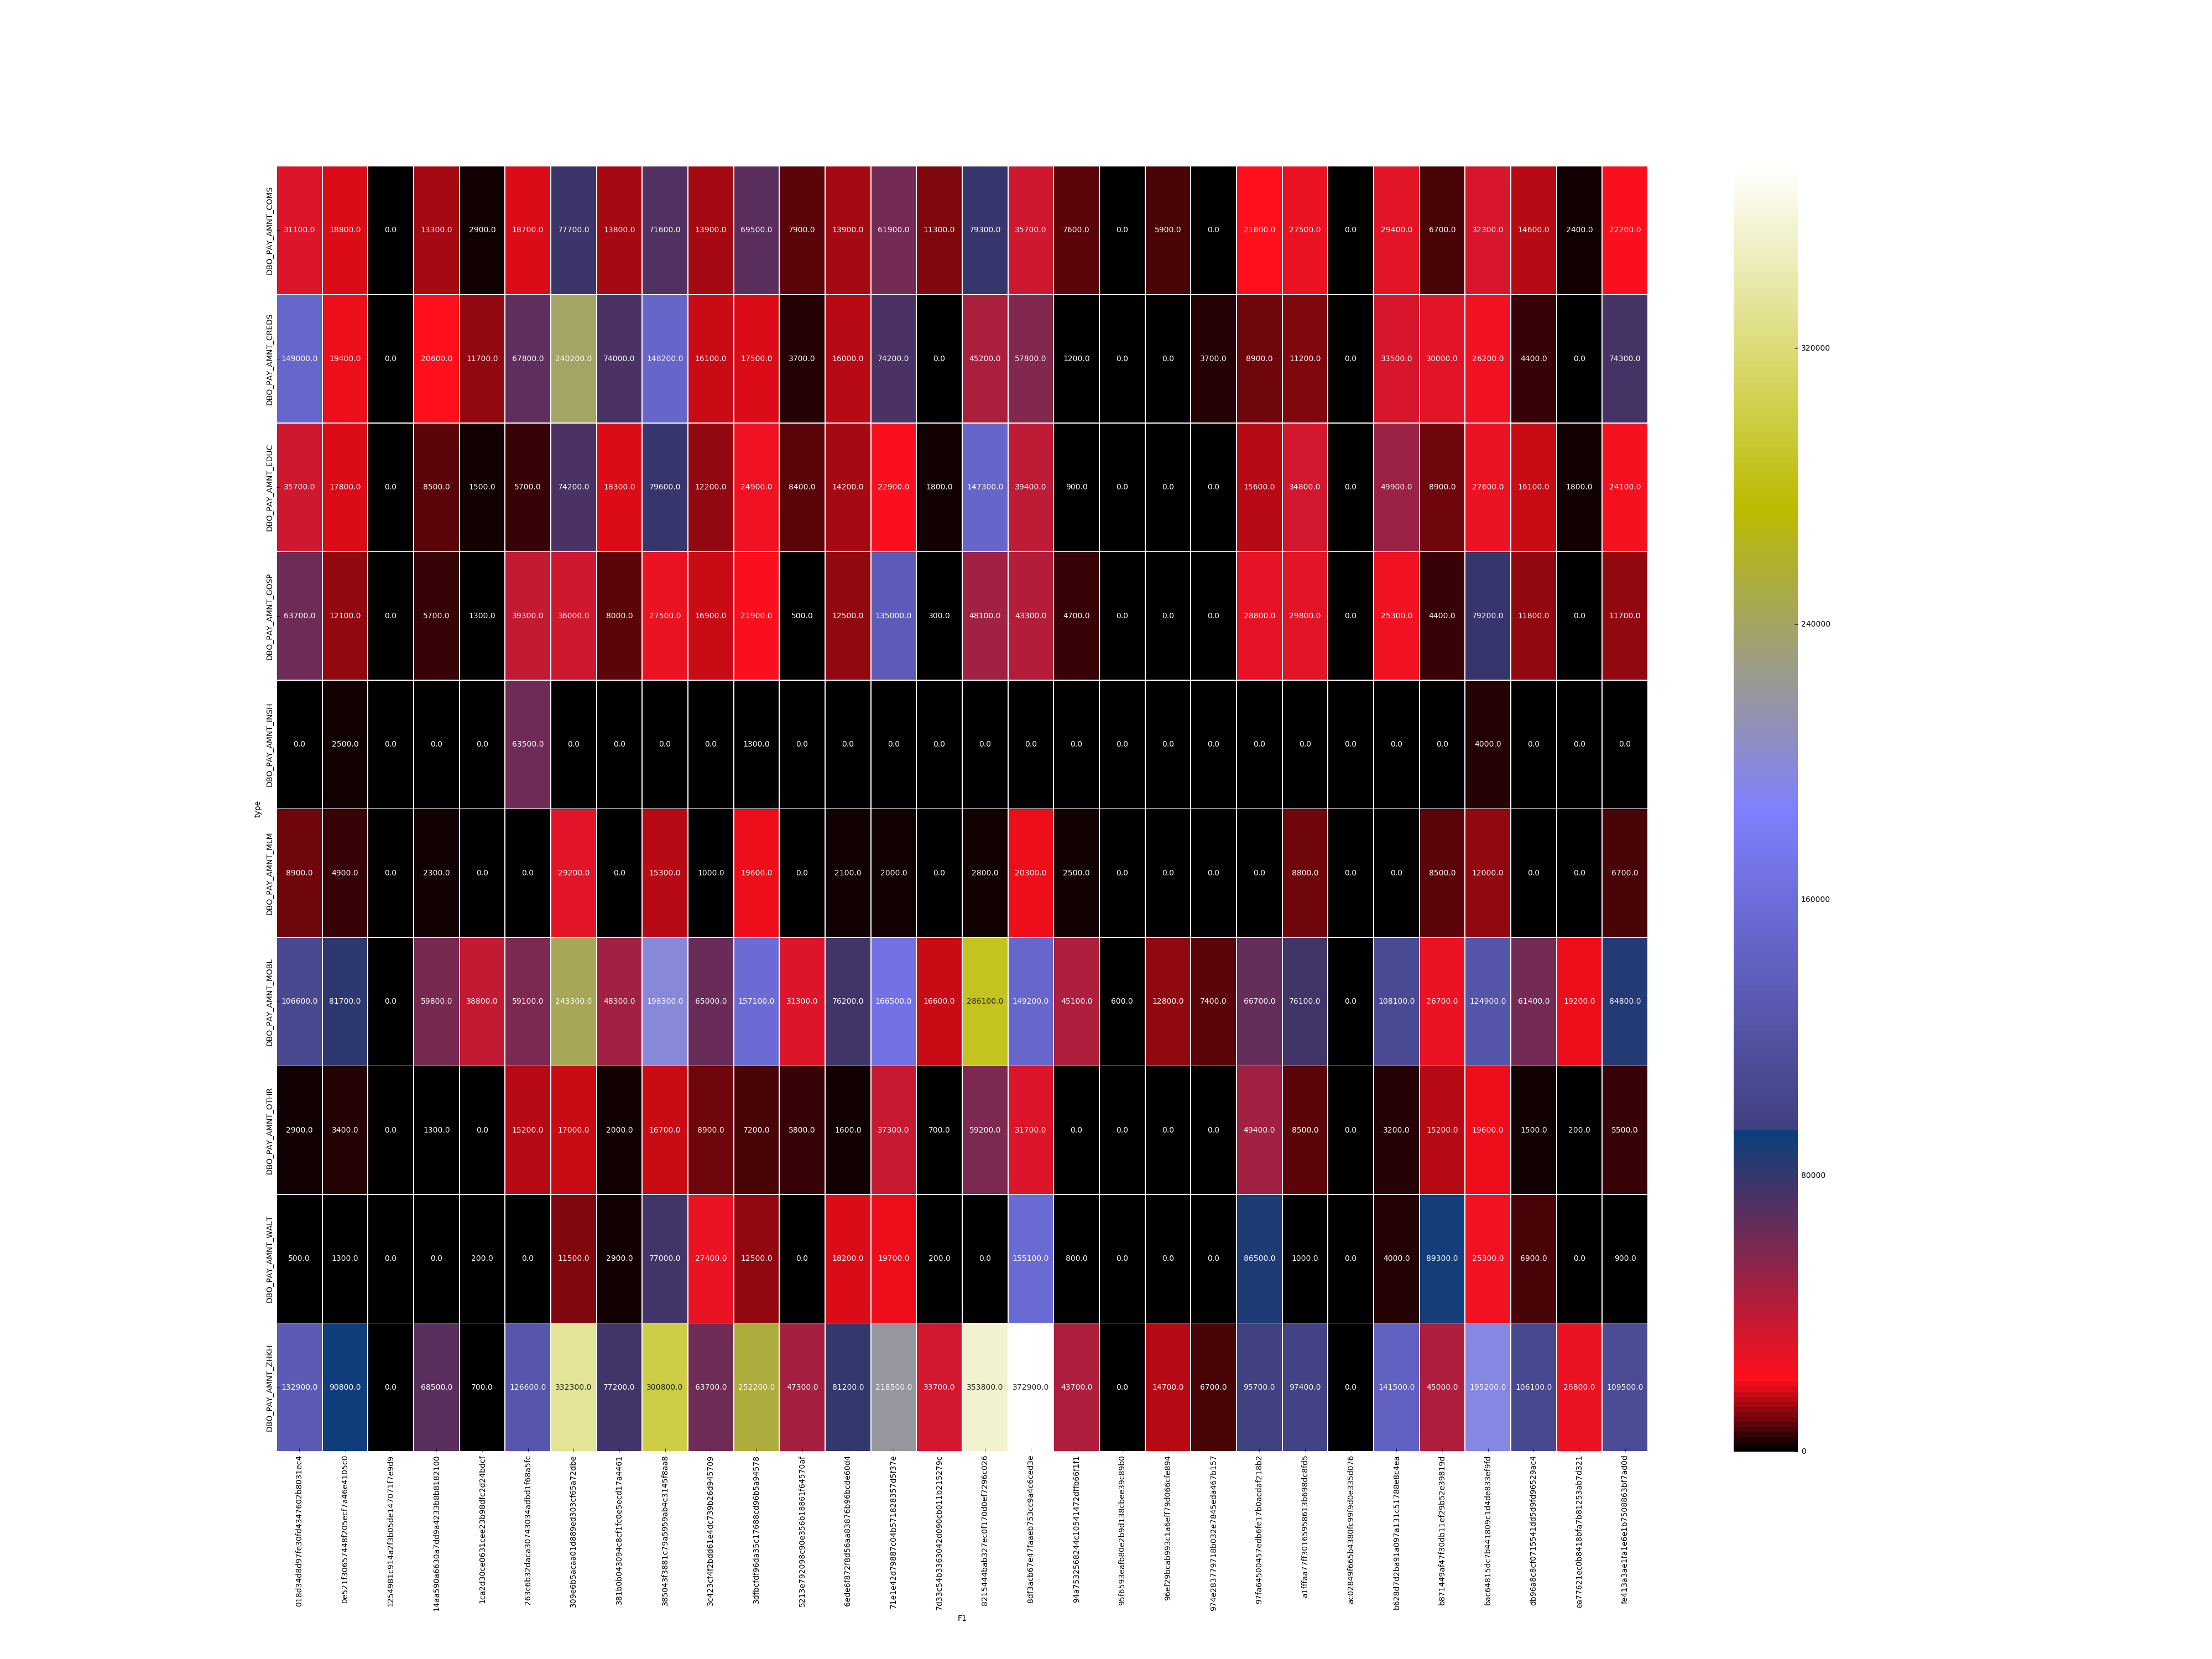 DBO_PAY_AMNT_COMS
31100.0 18800.0 0.0 13300.0 2900.0 18700.0 77700.0 13800.0 71600.0 13900.0 69500.0 7900.0 13900.0 61900.0 11300.0 79300.0 35700.0 7600.0 0.0 5900.0 0.0 21800.0 27500.0 0.0 29400.0 6700.0 32300.0 14600.0 2400.0 22200.0
DBO_PAY_AMNT_CREDS
149000.0 19400.0 0.0 20600.0 11700.0 67800.0 240200.0 74000.0 148200.0 16100.0 17500.0 3700.0 16000.0 74200.0 0.0 45200.0 57800.0 1200.0 0.0 0.0 3700.0 8900.0 11200.0 0.0 33500.0 30000.0 26200.0 4400.0 0.0 74300.0
DBO_PAY_AMNT_EDUC
35700.0 17800.0 0.0 8500.0 1500.0 5700.0 74200.0 18300.0 79600.0 12200.0 24900.0 8400.0 14200.0 22900.0 1800.0 147300.0 39400.0 900.0 0.0 0.0 0.0 15600.0 34800.0 0.0 49900.0 8900.0 27600.0 16100.0 1800.0 24100.0
DBO_PAY_AMNT_GOSP
63700.0 12100.0 0.0 5700.0 1300.0 39300.0 36000.0 8000.0 27500.0 16900.0 21900.0 500.0 12500.0 135000.0 300.0 48100.0 43300.0 4700.0 0.0 0.0 0.0 28800.0 29800.0 0.0 25300.0 4400.0 79200.0 11800.0 0.0 11700.0
DBO_PAY_AMNT_INSH
0.0 2500.0 0.0 0.0 0.0 63500.0 0.0 0.0 0.0 0.0 1300.0 0.0 0.0 0.0 0.0 0.0 0.0 0.0 0.0 0.0 0.0 0.0 0.0 0.0 0.0 0.0 4000.0 0.0 0.0 0.0
type
DBO_PAY_AMNT_MLM
8900.0 4900.0 0.0 2300.0 0.0 0.0 29200.0 0.0 15300.0 1000.0 19600.0 0.0 2100.0 2000.0 0.0 2800.0 20300.0 2500.0 0.0 0.0 0.0 0.0 8800.0 0.0 0.0 8500.0 12000.0 0.0 0.0 6700.0
DBO_PAY_AMNT_MOBL
106600.0 81700.0 0.0 59800.0 38800.0 59100.0 243300.0 48300.0 198300.0 65000.0 157100.0 31300.0 76200.0 166500.0 16600.0 286100.0 149200.0 45100.0 600.0 12800.0 7400.0 66700.0 76100.0 0.0 108100.0 26700.0 124900.0 61400.0 19200.0 84800.0
DBO_PAY_AMNT_OTHR
2900.0 3400.0 0.0 1300.0 0.0 15200.0 17000.0 2000.0 16700.0 8900.0 7200.0 5800.0 1600.0 37300.0 700.0 59200.0 31700.0 0.0 0.0 0.0 0.0 49400.0 8500.0 0.0 3200.0 15200.0 19600.0 1500.0 200.0 5500.0
DBO_PAY_AMNT_WALT
500.0 1300.0 0.0 0.0 200.0 0.0 11500.0 2900.0 77000.0 27400.0 12500.0 0.0 18200.0 19700.0 200.0 0.0 155100.0 800.0 0.0 0.0 0.0 86500.0 1000.0 0.0 4000.0 89300.0 25300.0 6900.0 0.0 900.0
DBO_PAY_AMNT_ZHKH
132900.0 90800.0 0.0 68500.0 700.0 126600.0 332300.0 77200.0 300800.0 63700.0 252200.0 47300.0 81200.0 218500.0 33700.0 353800.0 372900.0 43700.0 0.0 14700.0 6700.0 95700.0 97400.0 0.0 141500.0 45000.0 195200.0 106100.0 26800.0 109500.0
018d34d8d97fe30fd4347602b8031ec4
0e521f30657448f205ecf7a46e4105c0
1254981c914a2f3b05de147071f7e9d9
14aa590a6630a7dd9a4233b8b8182100
1ca2d30ce0631cee23b98dfc2d24bdcf
263c6b32daca30743034adbd1f68a5fc
309e6b5acaa01d889ed303cf65a72dbe
381b0b043094c8cf1fc0e5ecd17a4461
385043f3881c79a5959ab4c3145f8aa8
3c423cf4f2bdd61e4dc739b26d945709
3dfbcfdf96da35c17688cd96b5a94578
5213e792098c90e356b18861f64570af
6ede6f872f8d56aa83876b96bcde60d4
71e1e42d79887c04b571828357d5f37e
7d33c54b3363042d090cb011b215279c
8215444bab327ec0f170d0ef7296c026
8df3acb67e47faaeb753cc9a4c6ced3e
94a7532568244c10541472dffb66f1f1
95f6593eafb80e2b9d138cbee39c89b0
96ef29bcab993c1a6eff79d066cfe894
974e283779718b032e7845eda467b157
97fa64500457edb6fe17b0acdaf218b2
a1fffaa77ff30165958613b698dc8fd5
ac02849f665b4380fc99f9d0e335d076
b628d7d2ba91a097a131c51788e8c4ea
b871449af47f30db11ef29b52e39819d
bac64815dc7b441809c1d4de833ef9fd
db96a8c8cf0715541dd5d9fd96529ac4
ea77621ec0b8418bfa7b81253ab7d321
fe413a3ae1fa1e6e1b7508863bf7ad0d
F1
320000
240000
160000
80000
0